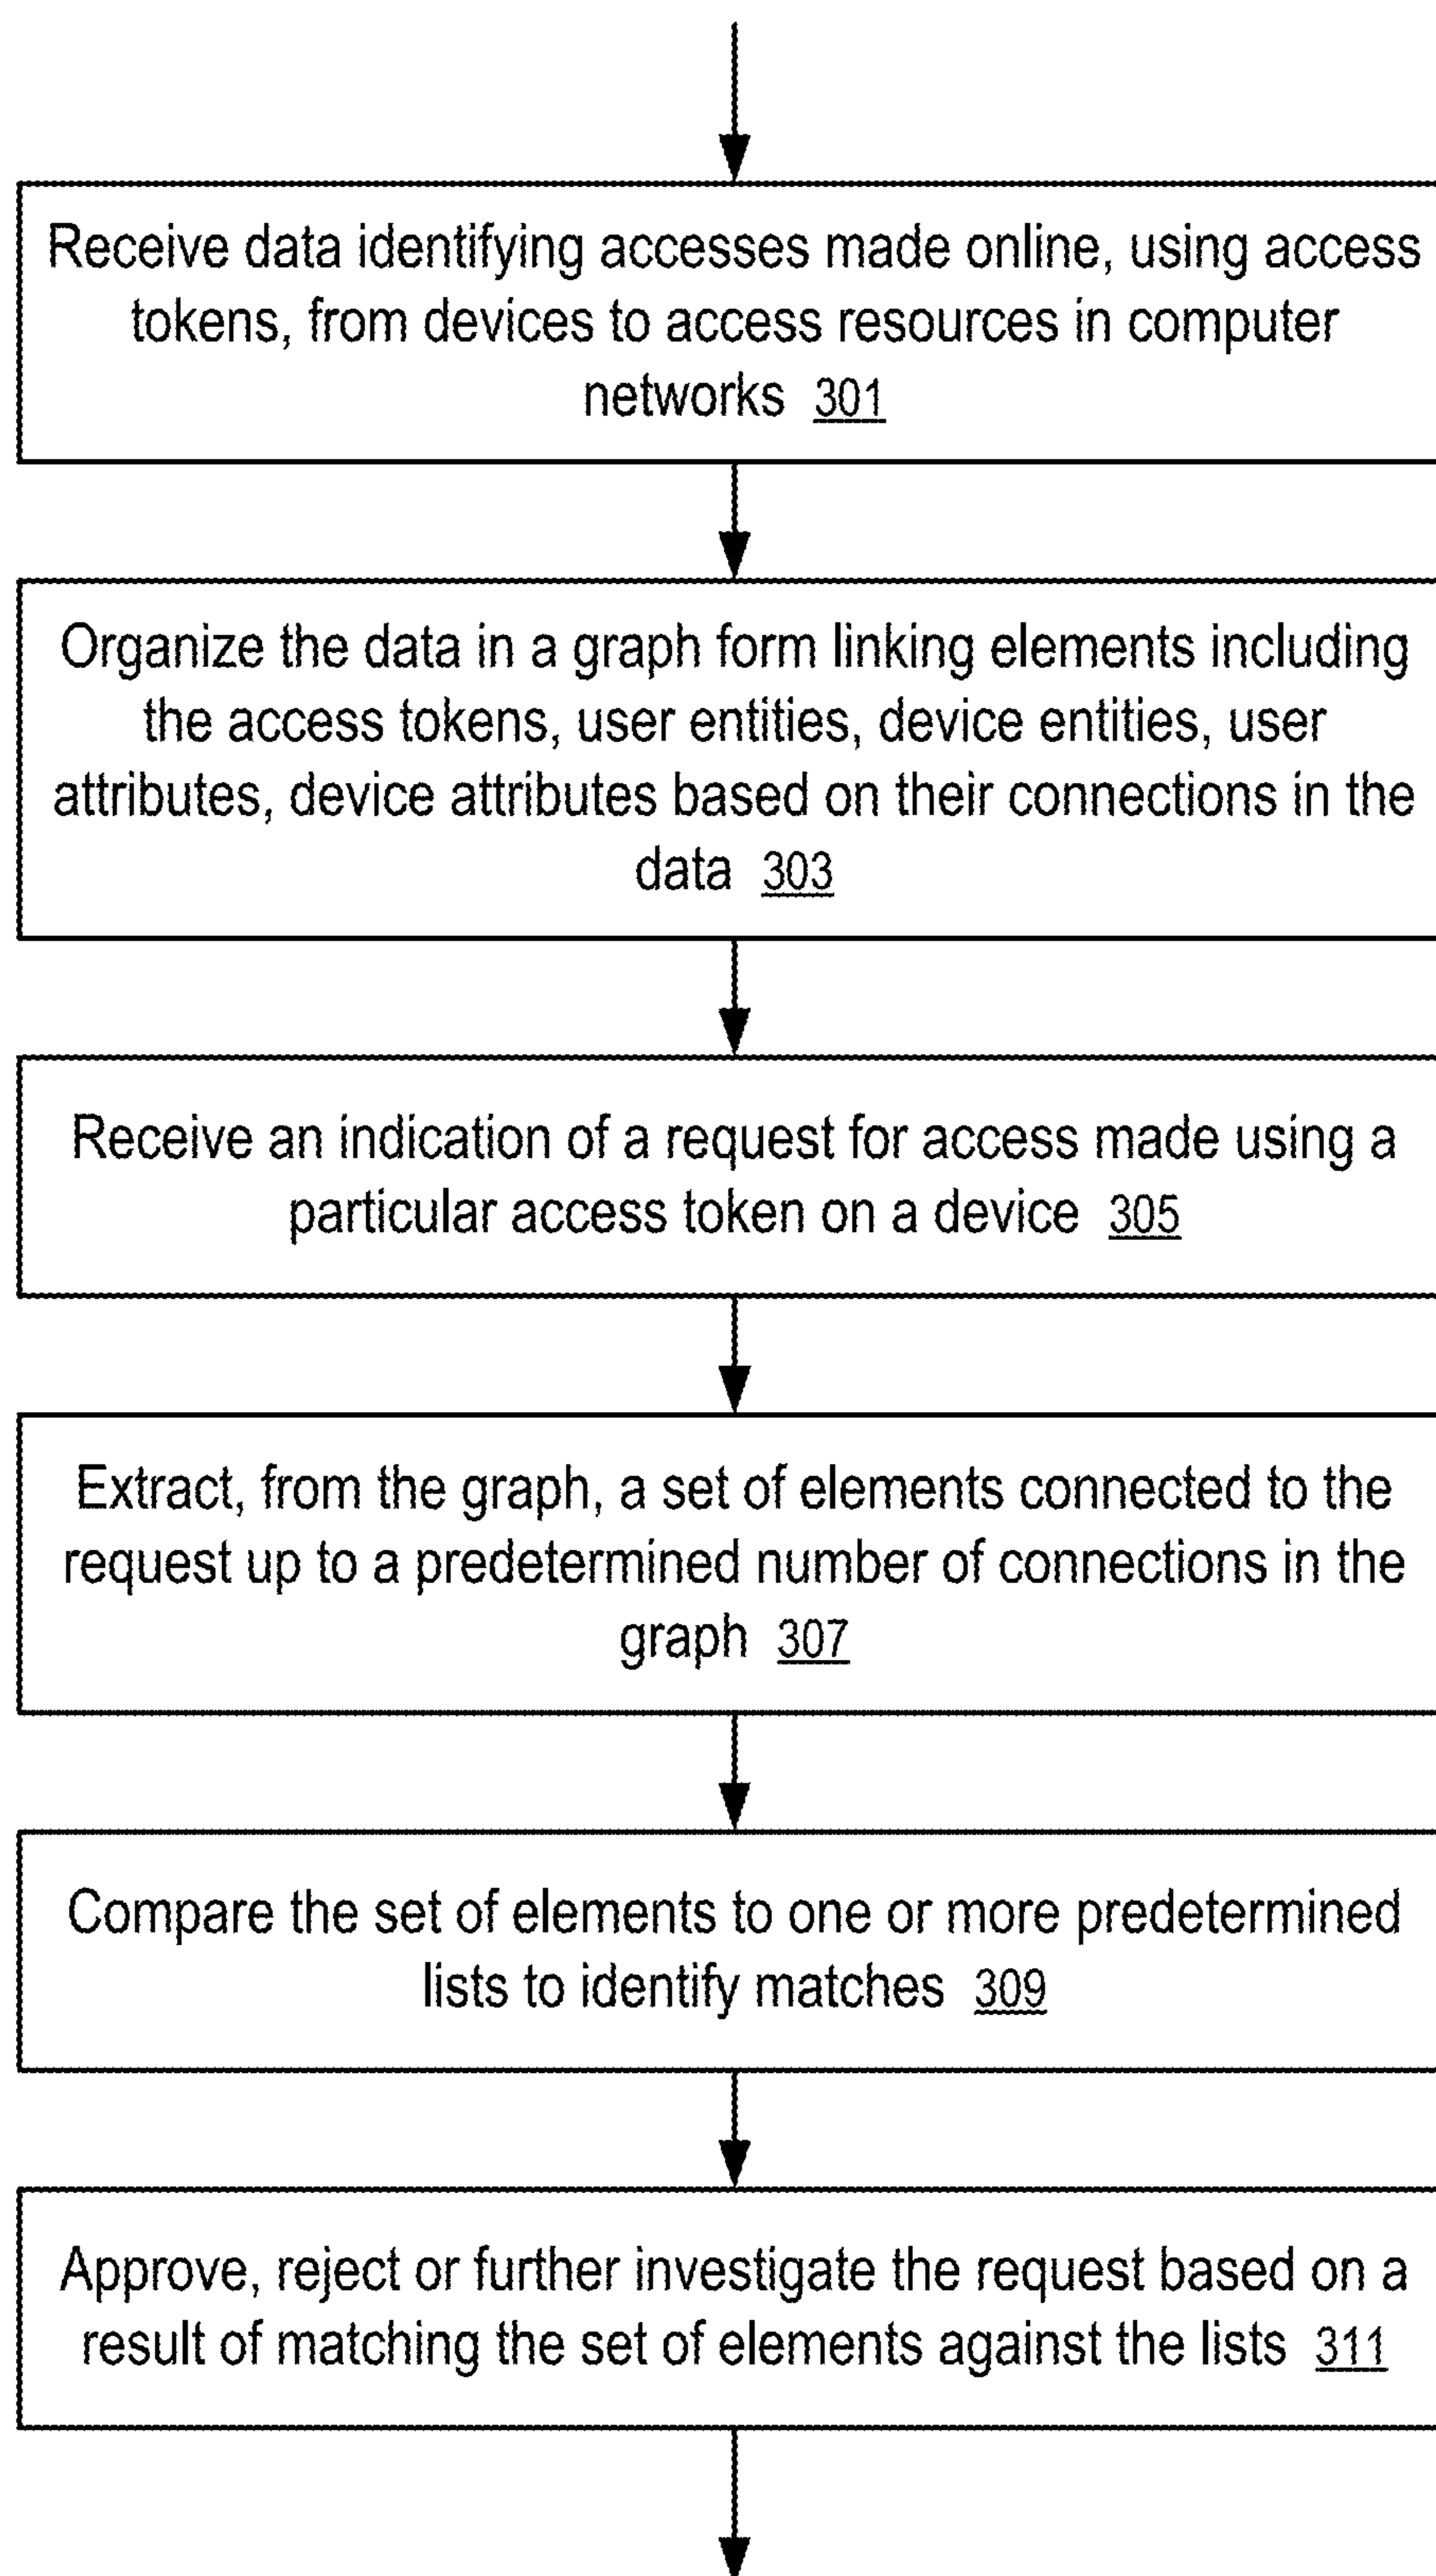 Receive data identifying accesses made online, using access
tokens, from devices to access resources in computer
networks 301
Organize the data in a graph form linking elements including
the access tokens, user entities, device entities, user
attributes, device attributes based on their connections in the
data 303
Receive an indication of a request for access made using a
particular access token on a device 305
Extract, from the graph, a set of elements connected to the
request up to a predetermined number of connections in the
graph 307
Compare the set of elements to one or more predetermined
lists to identify matches 309
Approve, reject or further investigate the request based on a
result of matching the set of elements against the lists 311